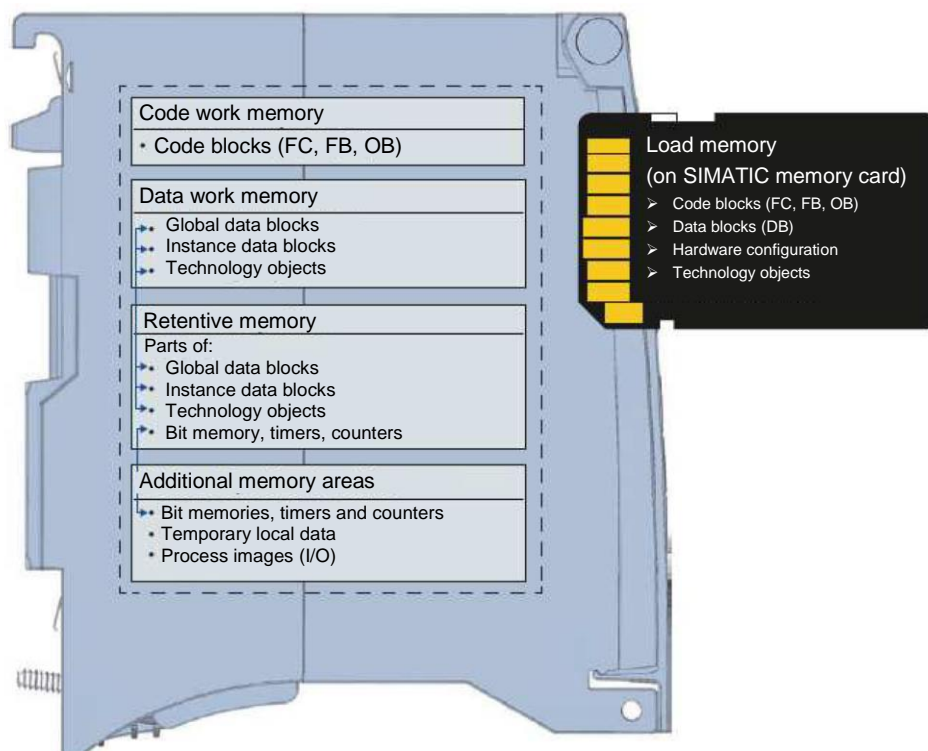 Code work memory
• Code blocks (FC, FB, OB)
Data work memory
• Global data blocks
• Instance data blocks
• Technology objects
Retentive memory
Parts of:
• Global data blocks
• Instance data blocks
• Technology objects
• Bit memory, timers, counters
Additional memory areas
• Bit memories, timers and counters
• Temporary local data
• Process images (I/O)
Load memory
(on SIMATIC memory card)
➢ Code blocks (FC, FB, OB)
➢ Data blocks (DB)
➢ Hardware configuration
➢ Technology objects